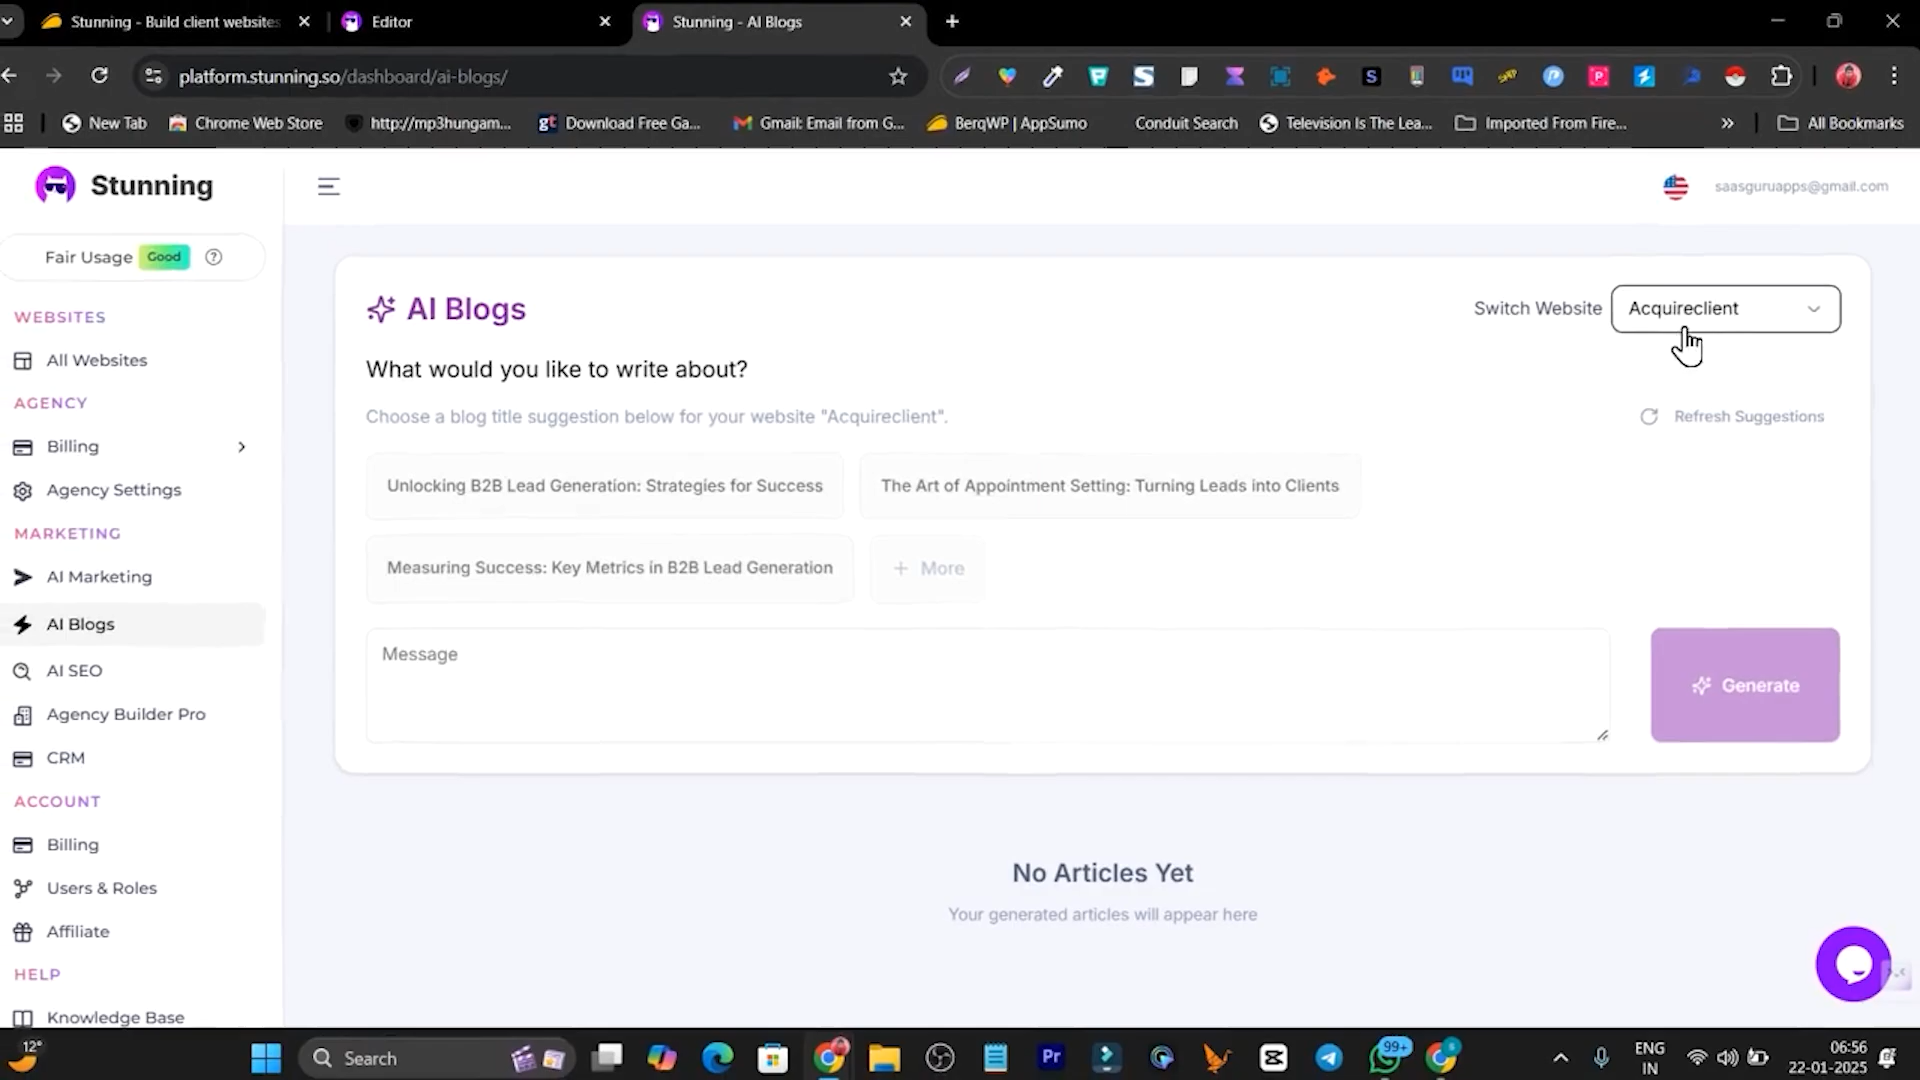 Stunning - Build client websites
Editor
Stunning - AI Blogs
platform.stunning.so/dashboard/ai-blogs/
New Tab
Chrome Web Store
http://mp3hungam...
Download Free Ga...
Gmail: Email from G...
BerqWP | AppSumo
Conduit Search
Television Is The Lea...
Imported From Fire...
All Bookmarks
Stunning
saasguruapps@gmail.com
Fair Usage Good
WEBSITES
All Websites
AGENCY
Billing
Agency Settings
MARKETING
AI Marketing
AI Blogs
AI SEO
Agency Builder Pro
CRM
ACCOUNT
Billing
Users & Roles
Affiliate
HELP
Knowledge Base
AI Blogs
Switch Website Acquireclient
What would you like to write about?
Choose a blog title suggestion below for your website "Acquireclient".
Refresh Suggestions
Unlocking B2B Lead Generation: Strategies for Success
The Art of Appointment Setting: Turning Leads into Clients
Measuring Success: Key Metrics in B2B Lead Generation
+ More
Message
Generate
No Articles Yet
Your generated articles will appear here
12°
Search
Pr
99+
ENG
IN
06:56
22-01-2025